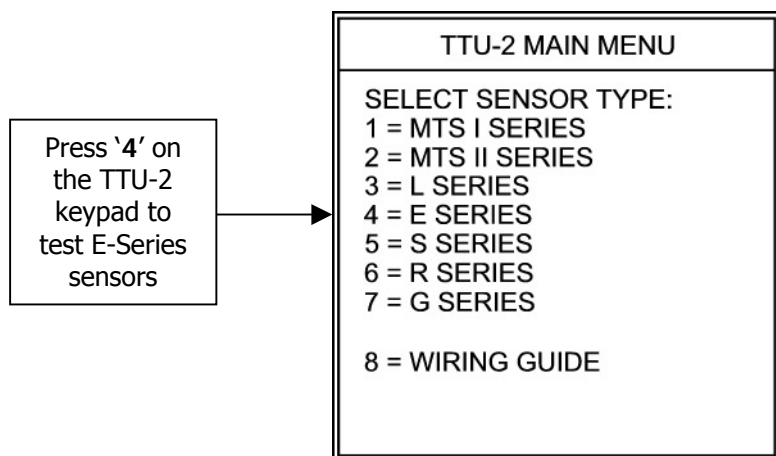 Press ‘4’ on
the TTU-2
keypad to
test E-Series
sensors
TTU-2 MAIN MENU
SELECT SENSOR TYPE:
1 = MTS I SERIES
2 = MTS II SERIES
3 = L SERIES
4 = E SERIES
5 = S SERIES
6 = R SERIES
7 = G SERIES
8 = WIRING GUIDE